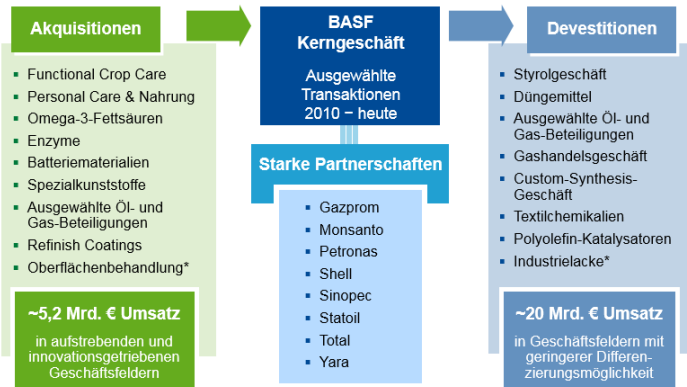 Akquisitionen
Functional Crop Care
Personal Care & Nahrung
Omega-3-Fettsäuren
Enzyme
Batteriematerialien
Spezialkunststoffe
Ausgewählte Öl- und
Gas-Beteiligungen
Refinish Coatings
Oberflächenbehandlung*
~5,2 Mrd. € Umsatz
in aufstrebenden und
innovationsgetriebenen
Geschäftsfeldern
BASF
Kerngeschäft
Ausgewählte
Transaktionen
2010 – heute
Starke Partnerschaften
Gazprom
Monsanto
Petronas
Shell
Sinopec
Statoil
Total
Yara
Devestitionen
Styrolgeschäft
Düngemittel
Ausgewählte Öl- und
Gas-Beteiligungen
Gashandelsgeschäft
Custom-Synthesis-
Geschäft
Textilchemikalien
Polyolefin-Katalysatoren
Industrielacke*
~20 Mrd. € Umsatz
in Geschäftsfeldern mit
geringerer Differen-
zierungsmöglichkeit